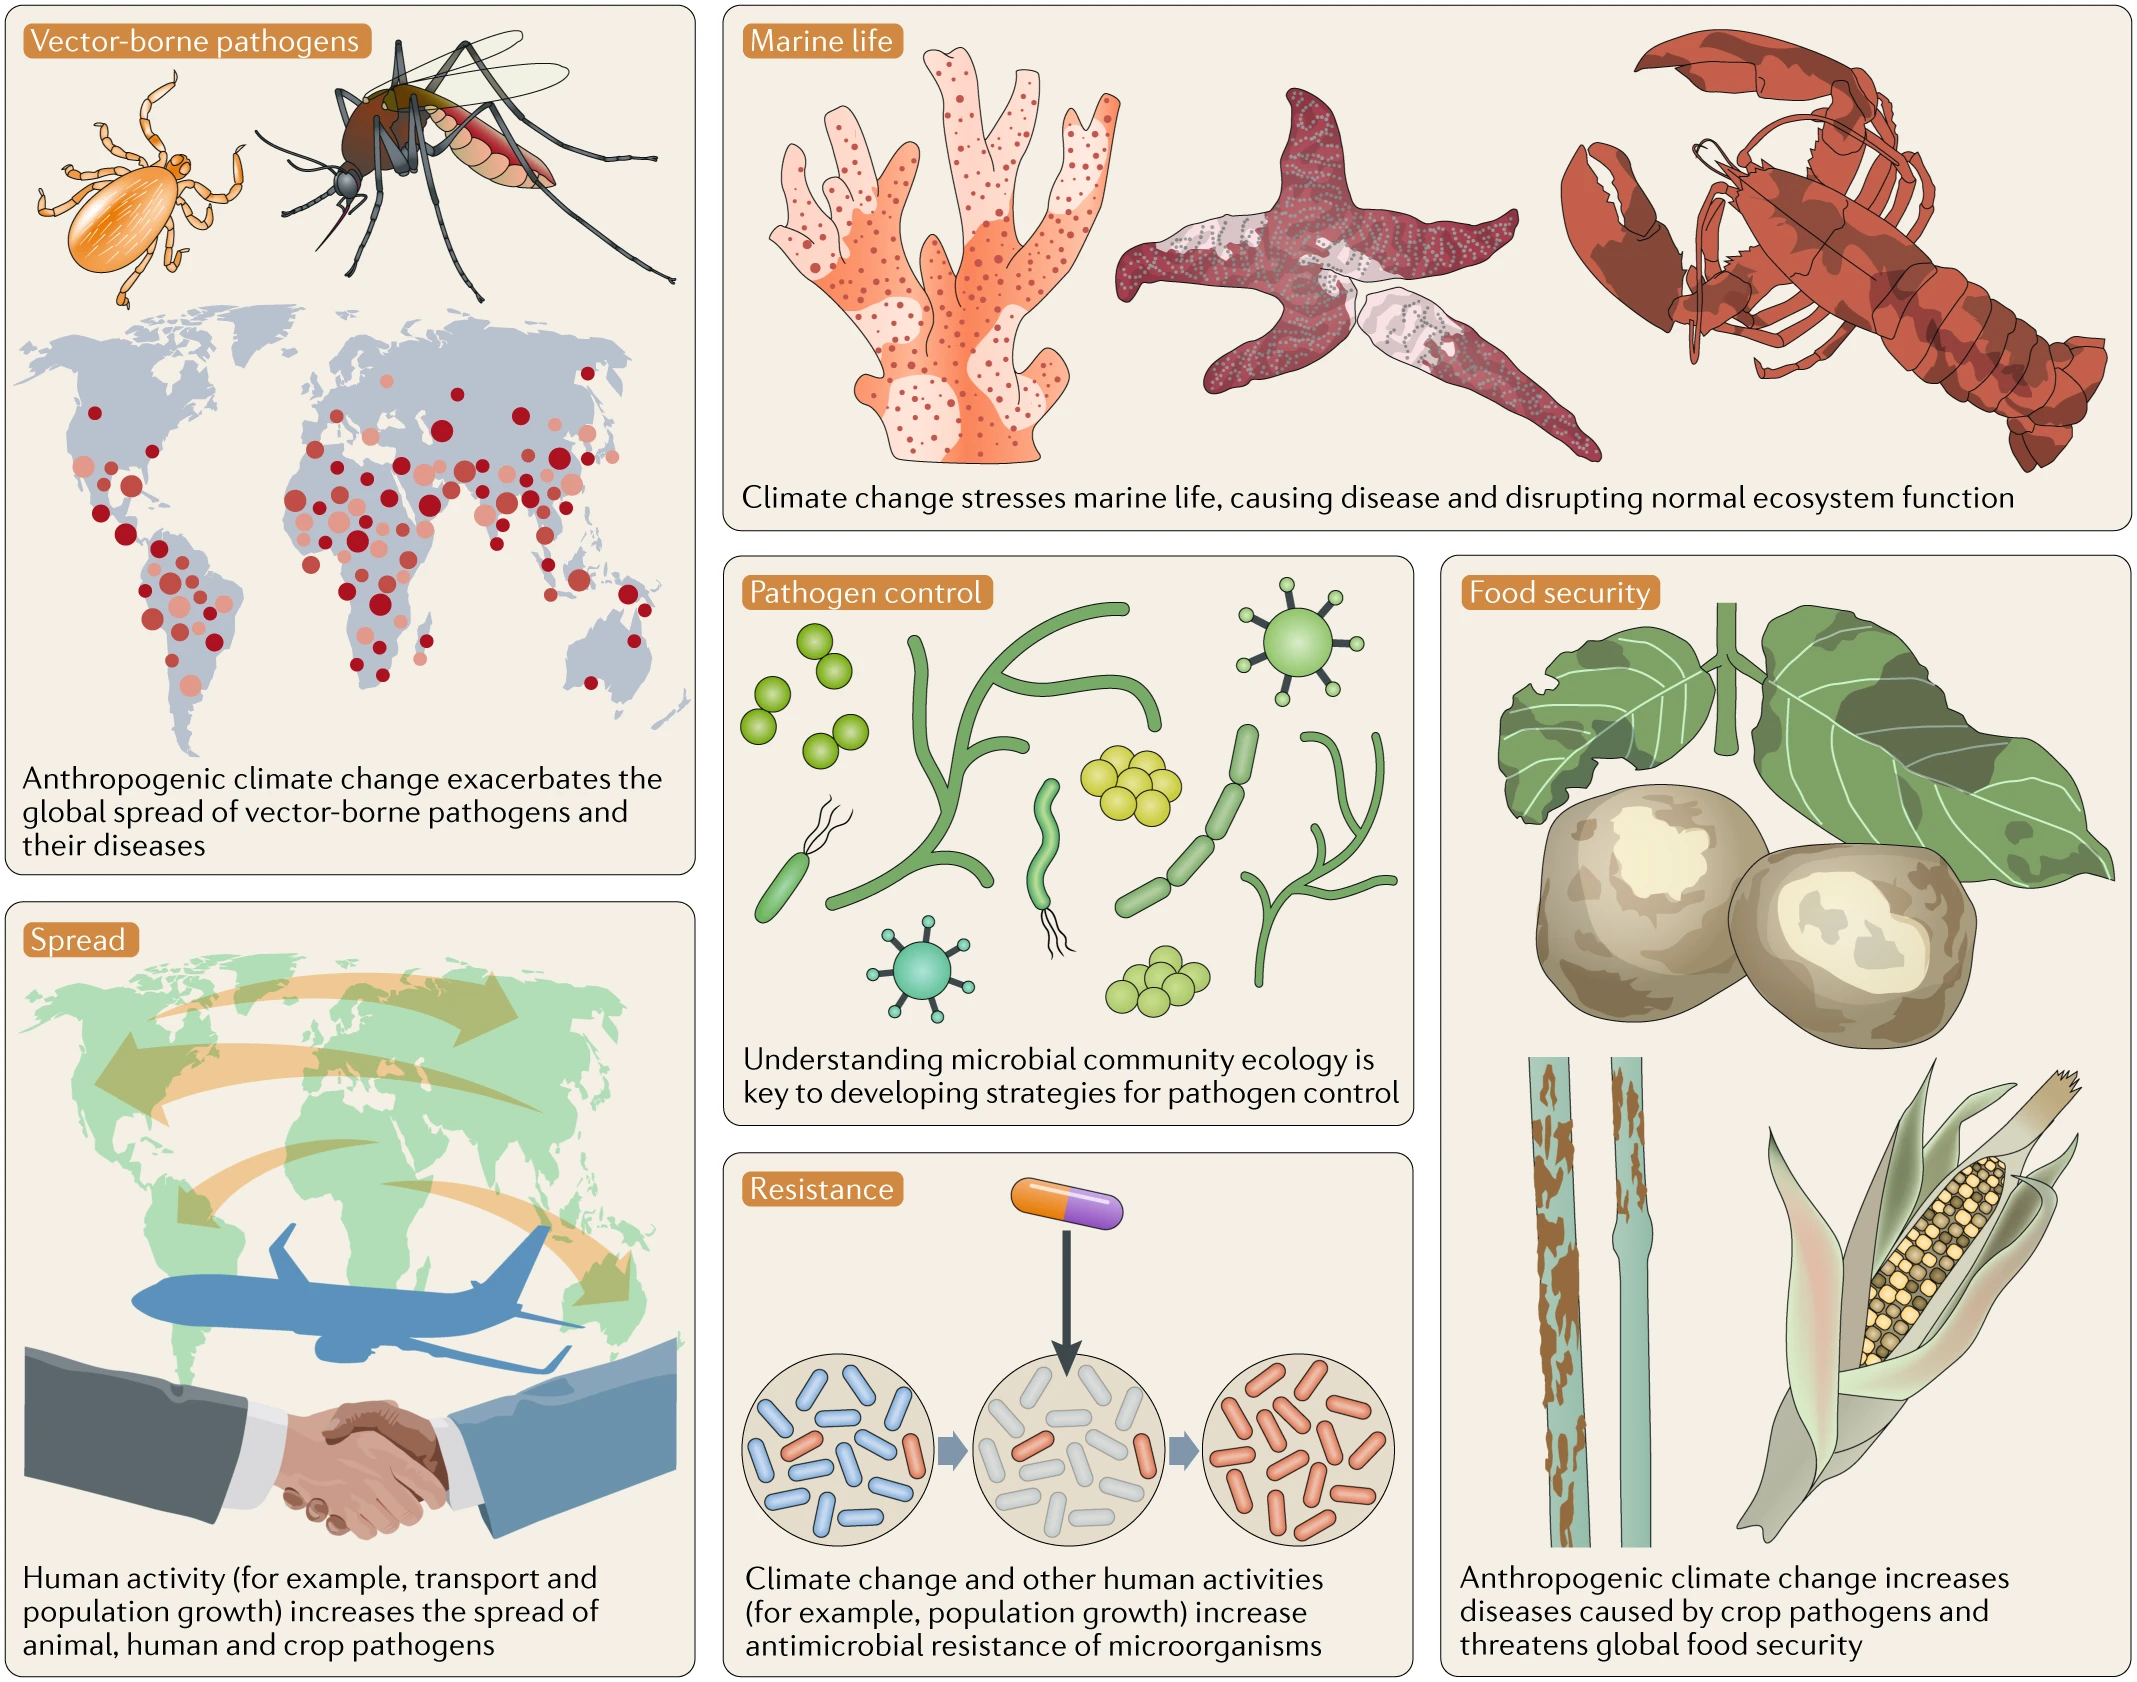 Vector-borne pathogens
Anthropogenic climate change exacerbates the
global spread of vector-borne pathogens and
their diseases
Marine life
Climate change stresses marine life, causing disease and disrupting normal ecosystem function
Pathogen control
Understanding microbial community ecology is
key to developing strategies for pathogen control
Food security
Anthropogenic climate change increases
diseases caused by crop pathogens and
threatens global food security
Spread
Human activity (for example, transport and
population growth) increases the spread of
animal, human and crop pathogens
Resistance
Climate change and other human activities
(for example, population growth) increase
antimicrobial resistance of microorganisms